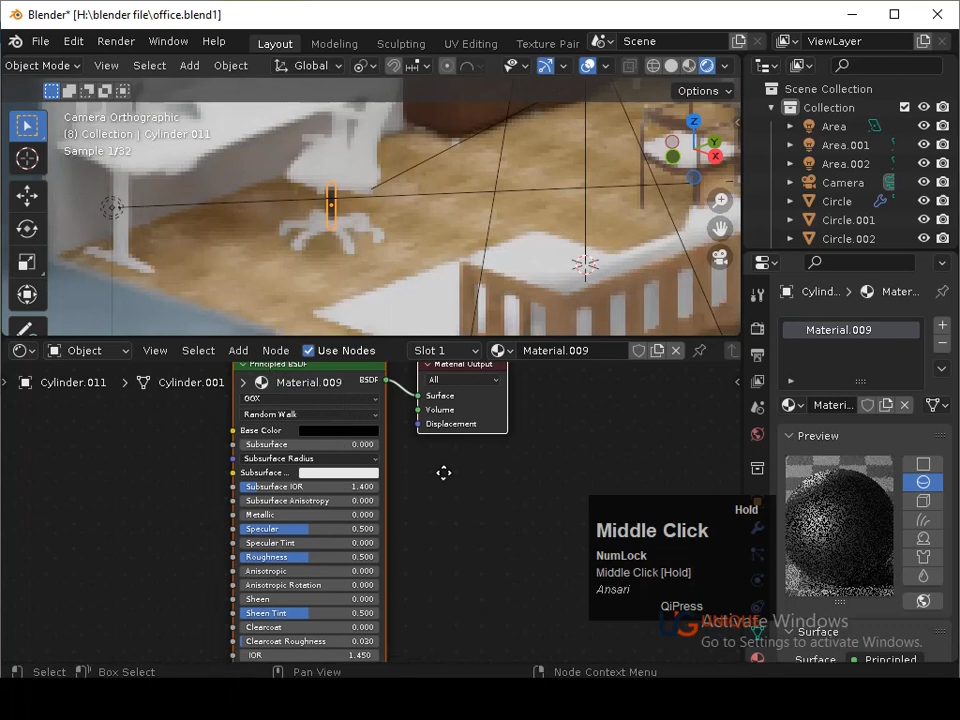 Blender* [H:\blender file\office.blend1]
File Edit Render Window Help Layout Modeling Sculpting UV Editing Texture Pair Scene ViewLayer
Object Mode View Select Add Object Global
Options
Camera Orthographic
(8) Collection | Cylinder.011
Sample 1/32
Z
Y
X
Scene Collection
Collection
Area
Area.001
Area.002
Camera
Circle
Circle.001
Circle.002
Object View Select Add Node Use Nodes Slot 1 Material.009
Cylinder.011 Cylinder.001 Material.009
Principled BSDF
BSDF
GGX
Random Walk
Base Color
Subsurface 0.000
Subsurface Radius
Subsurface ...
Subsurface IOR 1.400
Subsurface Anisotropy 0.000
Metallic 0.000
Specular 0.500
Specular Tint 0.000
Roughness 0.500
Anisotropic 0.000
Anisotropic Rotation 0.000
Sheen 0.000
Sheen Tint 0.500
Clearcoat 0.000
Clearcoat Roughness 0.030
IOR 1.450
Material Output
All
Surface
Volume
Displacement
Hold
Middle Click
NumLock
Middle Click [Hold]
Ansari
QiPress
Cylind... Mater...
Material.009
Materi...
Preview
Activate Windows
Go to Settings to activate Windows.
Surface
Surface Principled
Select Box Select Pan View Node Context Menu